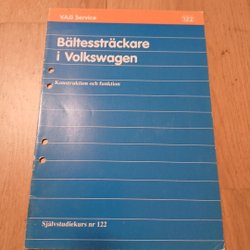 VAG Service
122
Bältessträckare
i Volkswagen
Konstruktion och funktion
Självstudiekurs nr 122